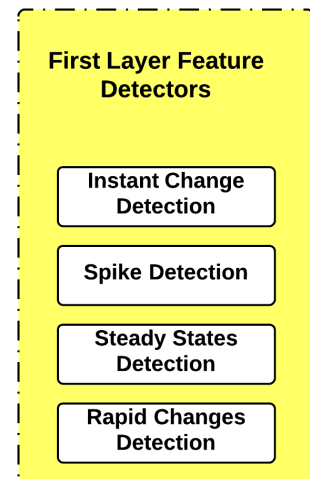 First Layer Feature
Detectors
Instant Change
Detection
Spike Detection
Steady States
Detection
Rapid Changes
Detection